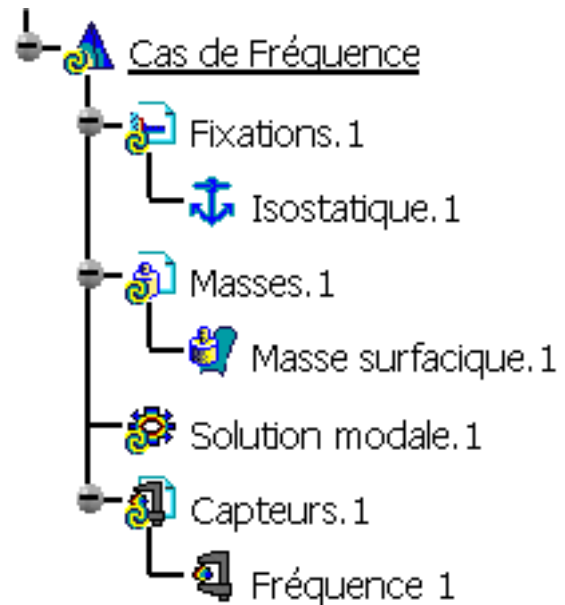 Cas de Fréquence
Fixations.1
Isostatique.1
Masses.1
Masse surfacique.1
Solution modale.1
Capteurs.1
Fréquence 1